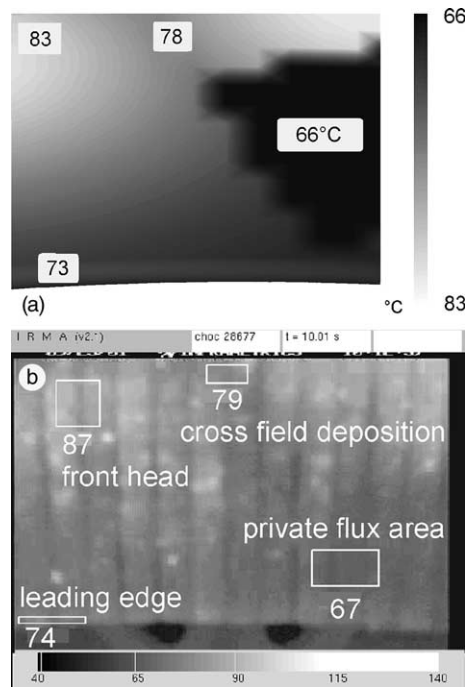 83
78
66
66°C
73
(a)
°C
83
I R M A (v2.*)
choc 28677
t = 10.01 s
b
79
87
cross field deposition
front head
private flux area
67
leading edge
74
40
65
90
115
140